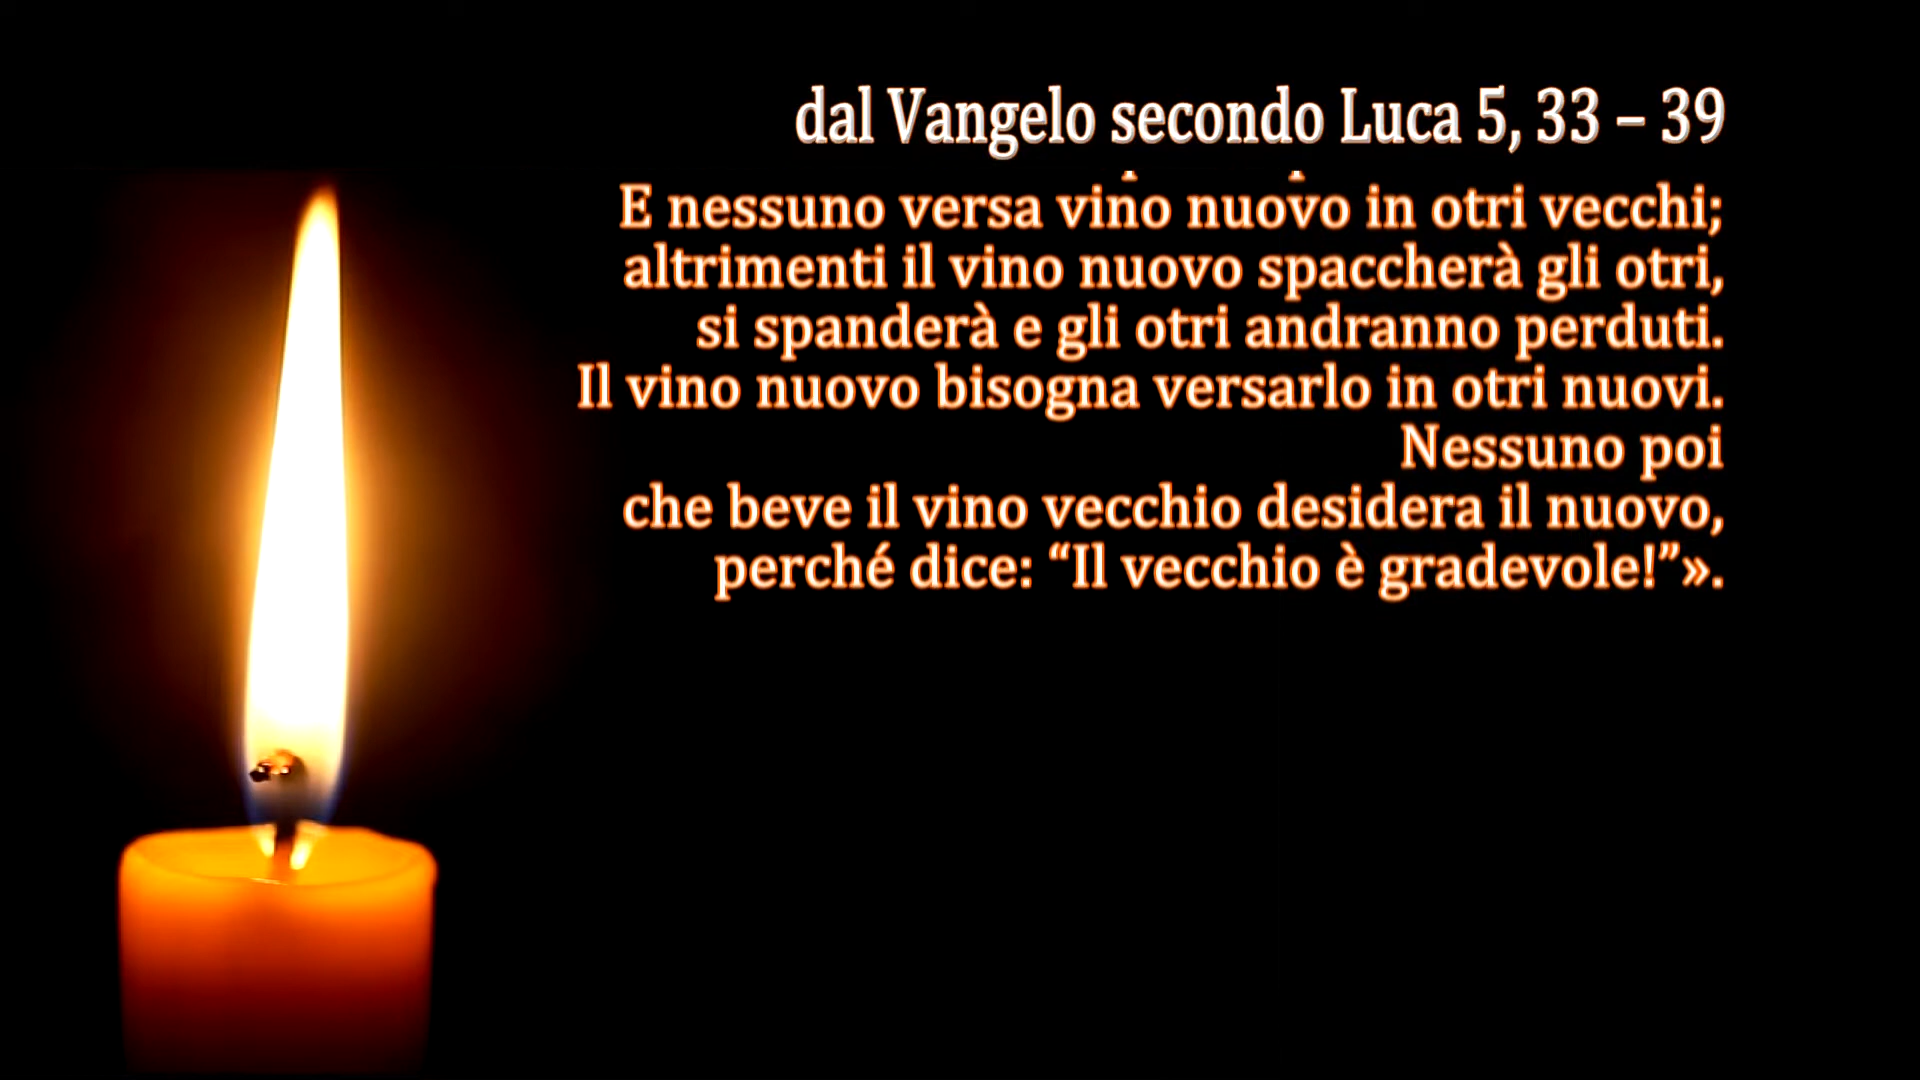 dal Vangelo secondo Luca 5, 33 – 39
E nessuno versa vino nuovo in otri vecchi;
altrimenti il vino nuovo spaccherà gli otri,
si spanderà e gli otri andranno perduti.
Il vino nuovo bisogna versarlo in otri nuovi.
Nessuno poi
che beve il vino vecchio desidera il nuovo,
perché dice: “Il vecchio è gradevole!”».